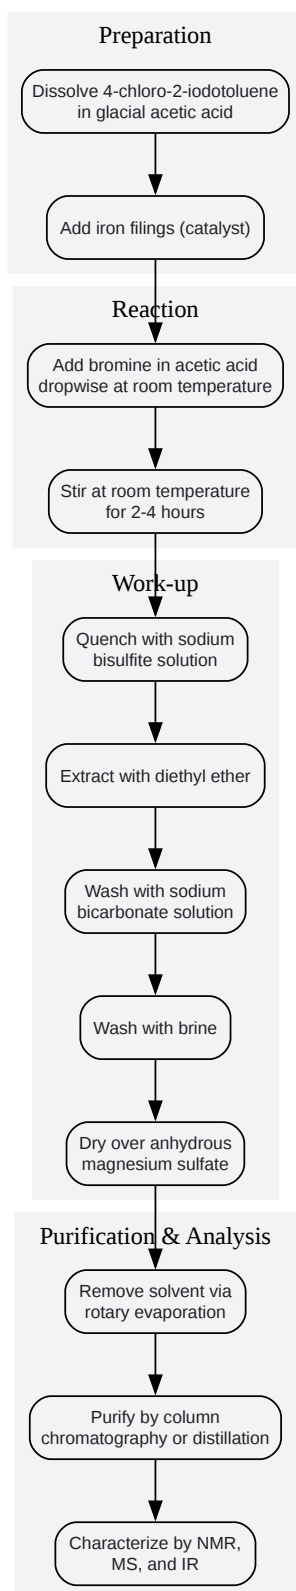 Preparation
Dissolve 4-chloro-2-iodotoluene
in glacial acetic acid
Add iron filings (catalyst)
Reaction
Add bromine in acetic acid
dropwise at room temperature
Stir at room temperature
for 2-4 hours
Work-up
Quench with sodium
bisulfite solution
Extract with diethyl ether
Wash with sodium
bicarbonate solution
Wash with brine
Dry over anhydrous
magnesium sulfate
Purification & Analysis
Remove solvent via
rotary evaporation
Purify by column
chromatography or distillation
Characterize by NMR,
MS, and IR